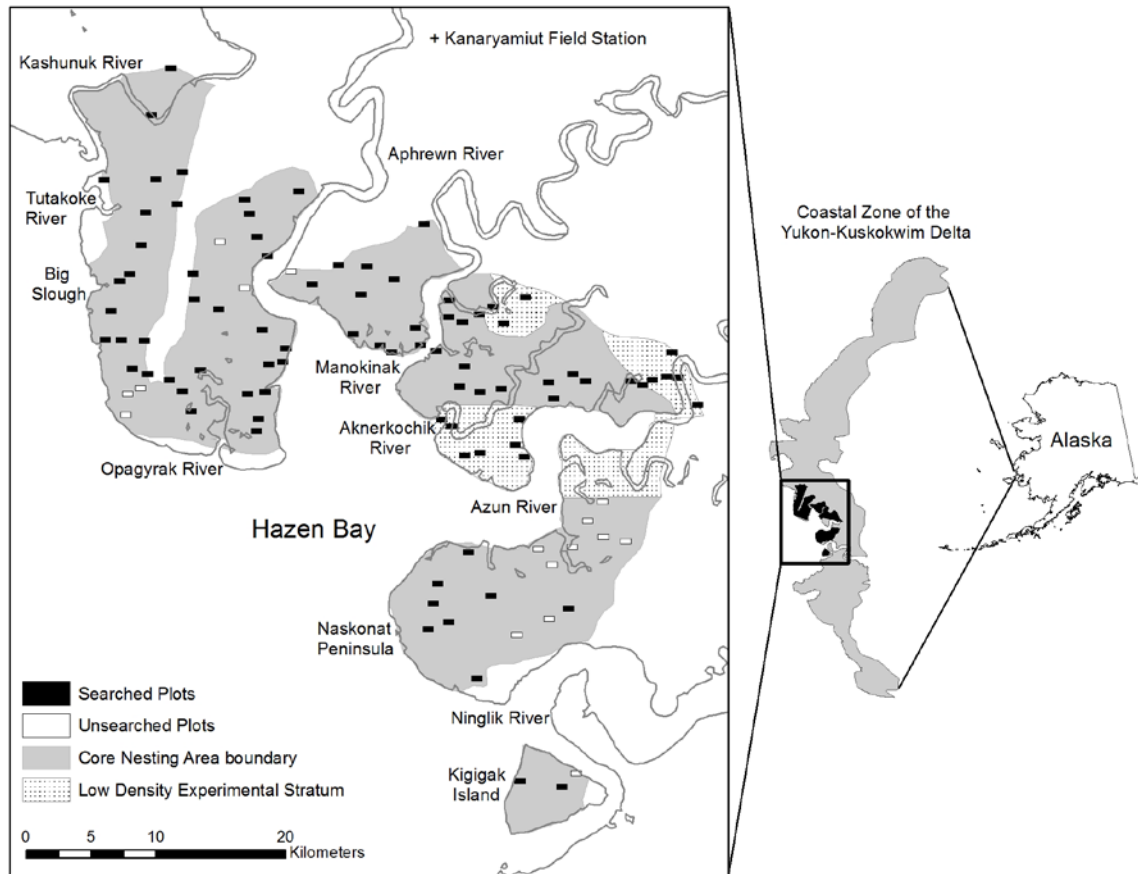 + Kanaryamiut Field Station
Kashunuk River
Aphrewn River
Tutakoke
River
Coastal Zone of the
Yukon-Kuskokwim Delta
Big
Slough
Manokinak
River
Aknerkochik
River
Alaska
Opagyrak River
Azun River
Hazen Bay
Naskonat
Peninsula
Searched Plots
Unsearched Plots
Ninglik River
Core Nesting Area boundary
Low Density Experimental Stratum
Kigigak
Island
0 5 10 20
Kilometers